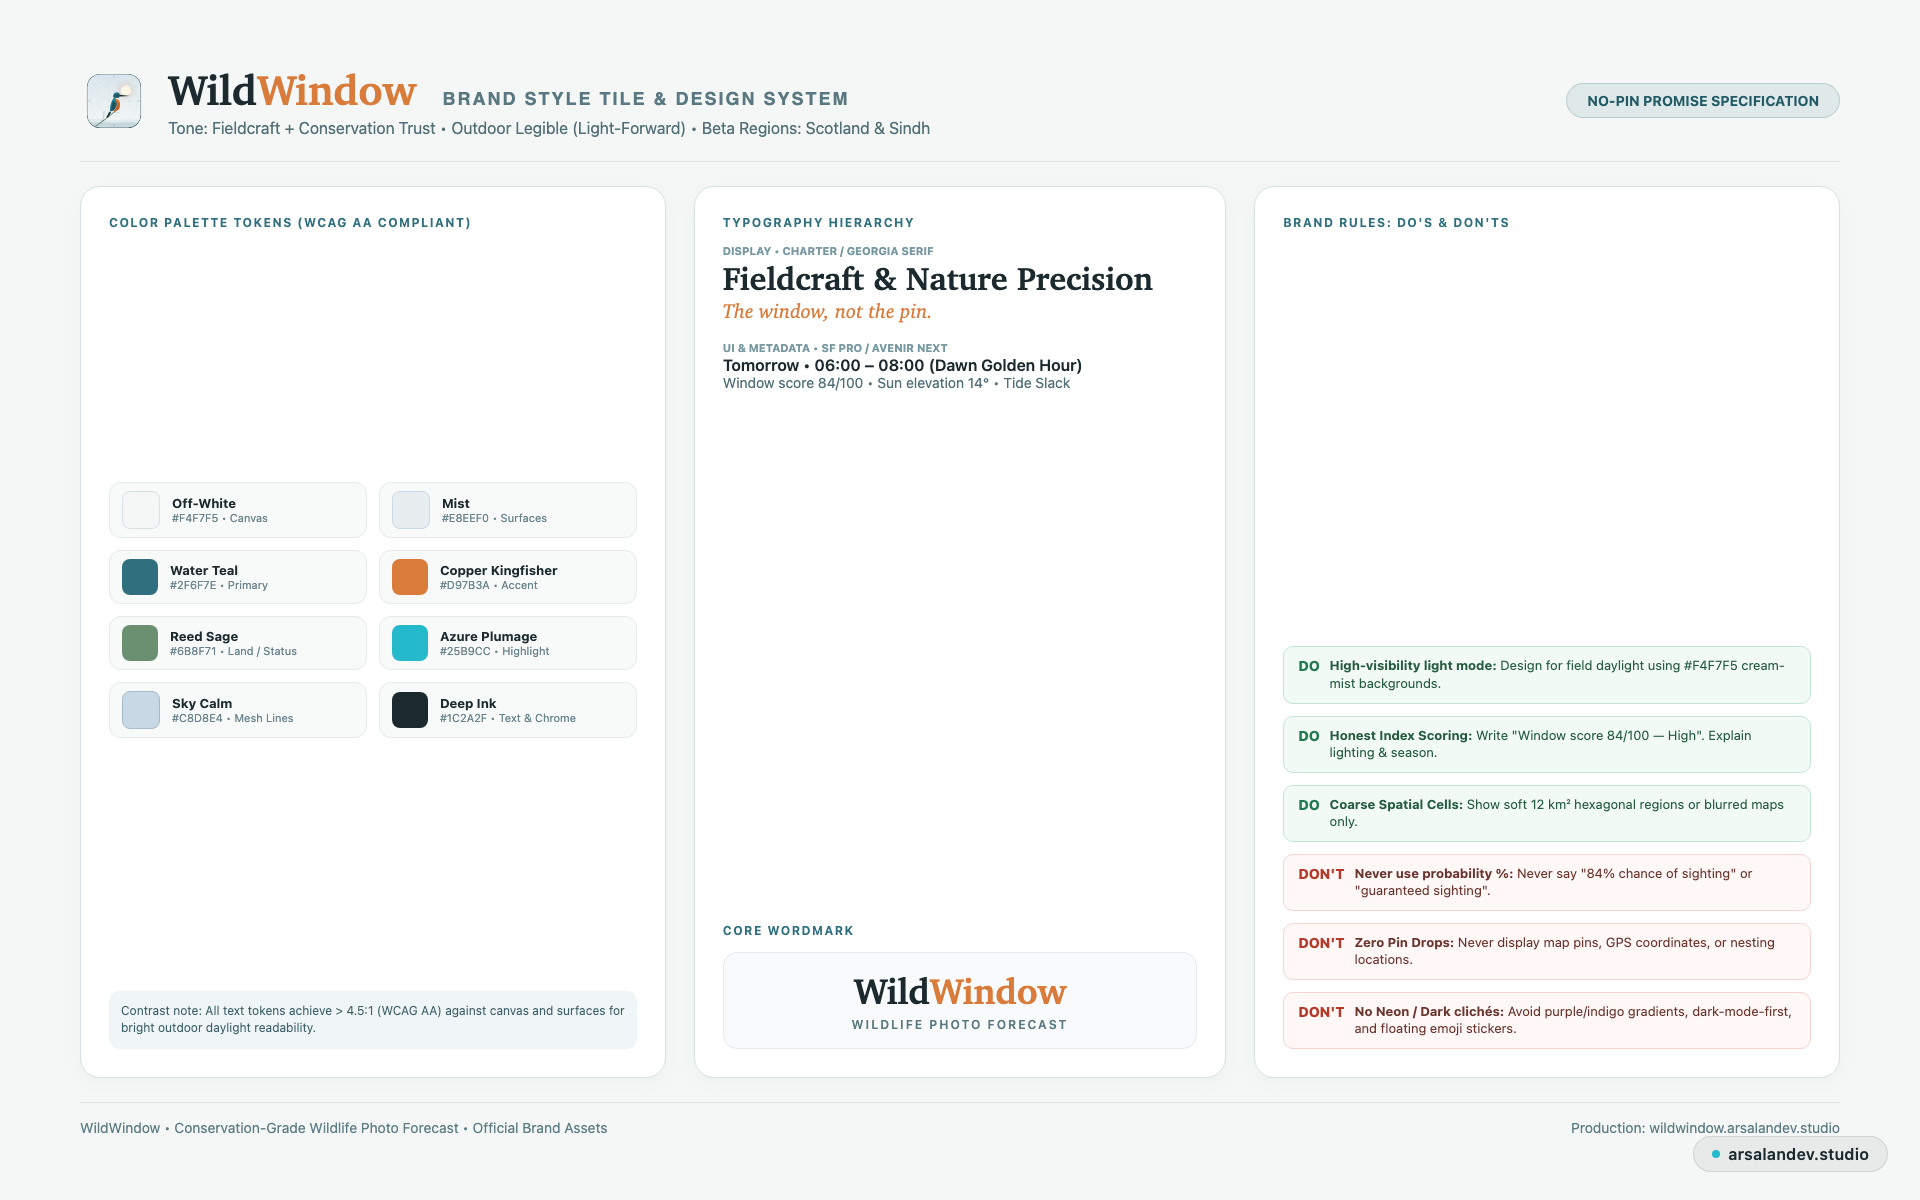 WildWindow BRAND STYLE TILE & DESIGN SYSTEM
Tone: Fieldcraft + Conservation Trust • Outdoor Legible (Light-Forward) • Beta Regions: Scotland & Sindh
NO-PIN PROMISE SPECIFICATION
COLOR PALETTE TOKENS (WCAG AA COMPLIANT)
Off-White
#F4F7F5 • Canvas
Mist
#E8EEF0 • Surfaces
Water Teal
#2F6F7E • Primary
Copper Kingfisher
#D97B3A • Accent
Reed Sage
#6B8F71 • Land / Status
Azure Plumage
#25B9CC • Highlight
Sky Calm
#C8D8E4 • Mesh Lines
Deep Ink
#1C2A2F • Text & Chrome
Contrast note: All text tokens achieve > 4.5:1 (WCAG AA) against canvas and surfaces for
bright outdoor daylight readability.
TYPOGRAPHY HIERARCHY
DISPLAY • CHARTER / GEORGIA SERIF
Fieldcraft & Nature Precision
The window, not the pin.
UI & METADATA • SF PRO / AVENIR NEXT
Tomorrow • 06:00 – 08:00 (Dawn Golden Hour)
Window score 84/100 • Sun elevation 14° • Tide Slack
CORE WORDMARK
WildWindow
WILDLIFE PHOTO FORECAST
BRAND RULES: DO'S & DON'TS
DO High-visibility light mode: Design for field daylight using #F4F7F5 cream-
mist backgrounds.
DO Honest Index Scoring: Write "Window score 84/100 — High". Explain
lighting & season.
DO Coarse Spatial Cells: Show soft 12 km² hexagonal regions or blurred maps
only.
DON'T Never use probability %: Never say "84% chance of sighting" or
"guaranteed sighting".
DON'T Zero Pin Drops: Never display map pins, GPS coordinates, or nesting
locations.
DON'T No Neon / Dark clichés: Avoid purple/indigo gradients, dark-mode-first,
and floating emoji stickers.
WildWindow • Conservation-Grade Wildlife Photo Forecast • Official Brand Assets
Production: wildwindow.arsalandev.studio
arsalandev.studio